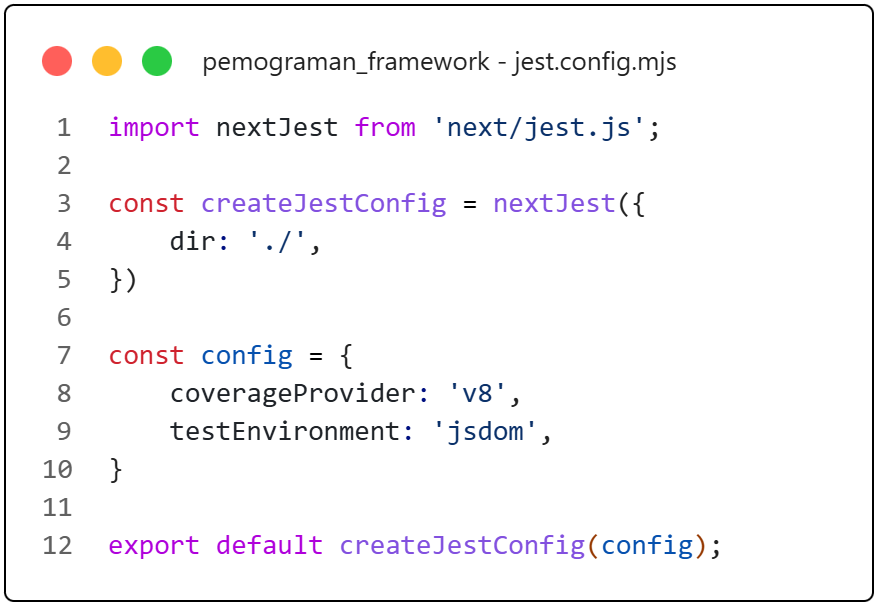 pemograman_framework - jest.config.mjs
1 import nextJest from 'next/jest.js';
2
3 const createJestConfig = nextJest({
4     dir: './',
5 })
6
7 const config = {
8     coverageProvider: 'v8',
9     testEnvironment: 'jsdom',
10 }
11
12 export default createJestConfig(config);